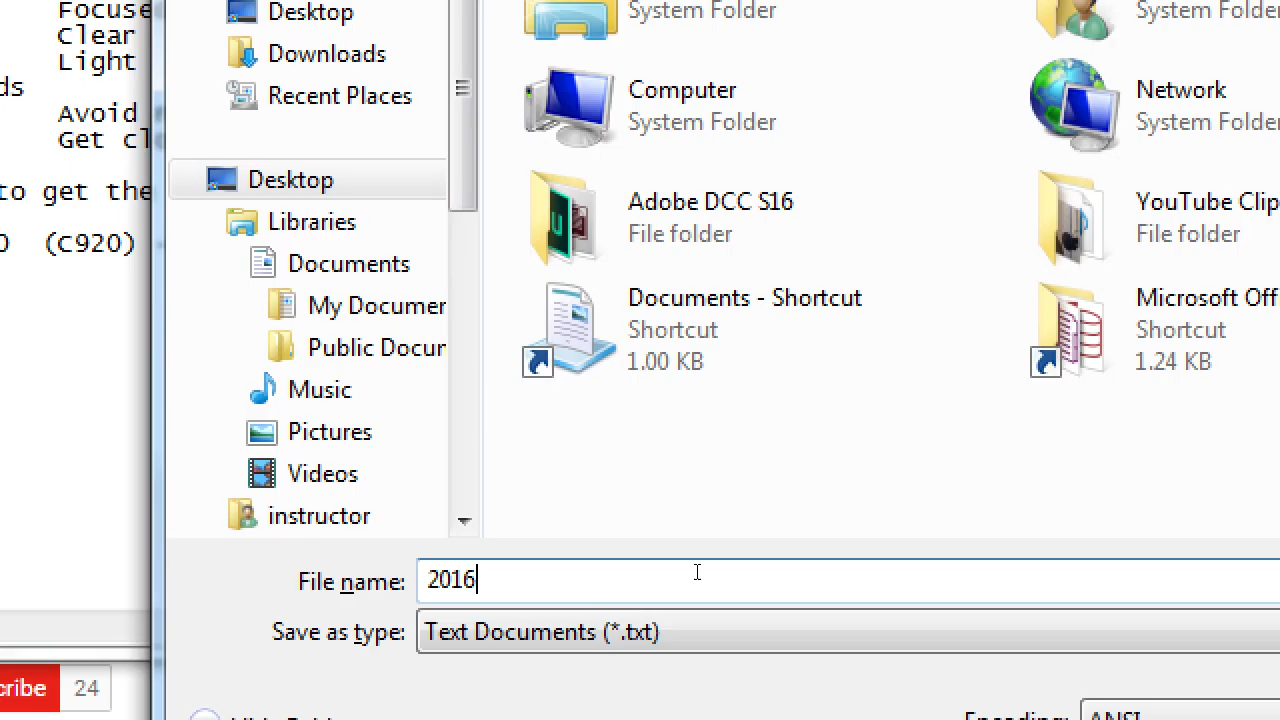 Focuse
Clear
Light
ds
Avoid
Get cl
to get the
(C920)
cribe 24
Desktop
Downloads
Recent Places
Desktop
Libraries
Documents
My Documer
Public Docur
Music
Pictures
Videos
instructor
System Folder
System Folder
Computer
System Folder
Network
System Folder
Adobe DCC S16
File folder
YouTube Clip
File folder
Documents - Shortcut
Shortcut
1.00 KB
Microsoft Off
Shortcut
1.24 KB
File name: 2016
Save as type: Text Documents (*.txt)
Encoding: ANSI